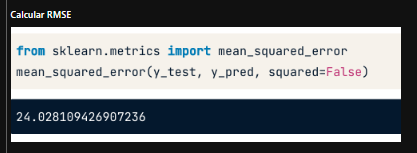 Calcular RMSE
from sklearn.metrics import mean_squared_error
mean_squared_error(y_test, y_pred, squared=False)
24.028109426907236